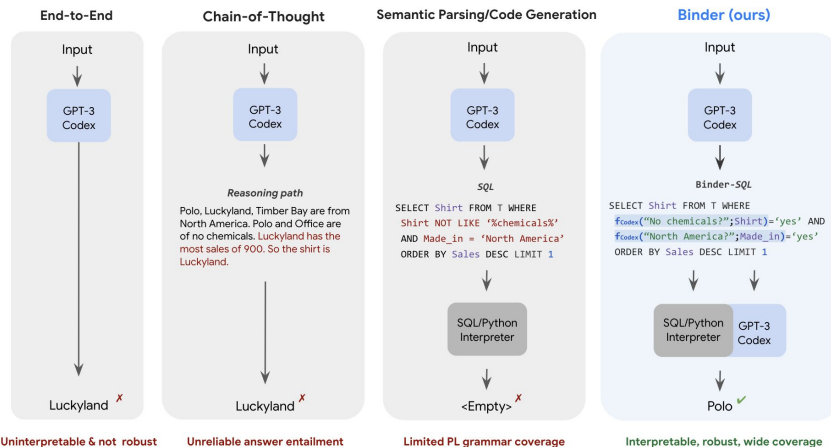 End-to-End
Input
GPT-3
Codex
Luckyland ✗
Uninterpretable & not robust
Chain-of-Thought
Input
GPT-3
Codex
Reasoning path
Polo, Luckyland, Timber Bay are from
North America. Polo and Office are
of no chemicals. Luckyland has the
most sales of 900. So the shirt is
Luckyland.
Luckyland ✗
Unreliable answer entailment
Semantic Parsing/Code Generation
Input
GPT-3
Codex
SQL
SELECT Shirt FROM T WHERE
Shirt NOT LIKE '%chemicals%'
AND Made_in = 'North America'
ORDER BY Sales DESC LIMIT 1
SQL/Python
Interpreter
<Empty> ✗
Limited PL grammar coverage
Binder (ours)
Input
GPT-3
Codex
Binder-SQL
SELECT Shirt FROM T WHERE
fCodex(“No chemicals?”;Shirt)='yes' AND
fCodex(“North America?”;Made_in)='yes'
ORDER BY Sales DESC LIMIT 1
SQL/Python
Interpreter
GPT-3
Codex
Polo ✓
Interpretable, robust, wide coverage